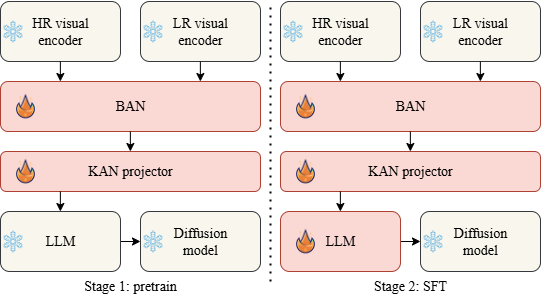 HR visual
encoder
LR visual
encoder
BAN
KAN projector
LLM
Diffusion
model
Stage 1: pretrain
HR visual
encoder
LR visual
encoder
BAN
KAN projector
LLM
Diffusion
model
Stage 2: SFT